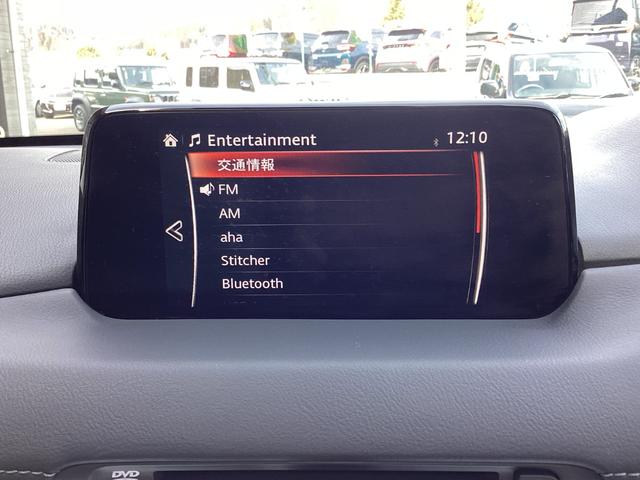 Entertainment 12:10
交通情報
FM
AM
aha
Stitcher
Bluetooth
DVD